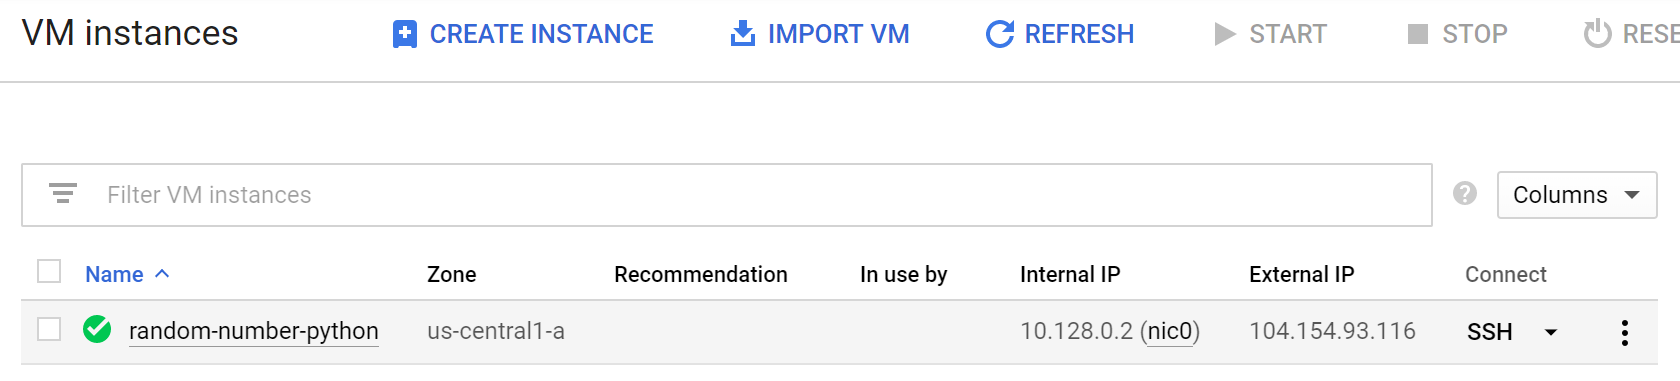 VM instances CREATE INSTANCE IMPORT VM REFRESH START STOP RESE
Filter VM instances ? Columns
Name Zone Recommendation In use by Internal IP External IP Connect
random-number-python us-central1-a 10.128.0.2 (nic0) 104.154.93.116 SSH